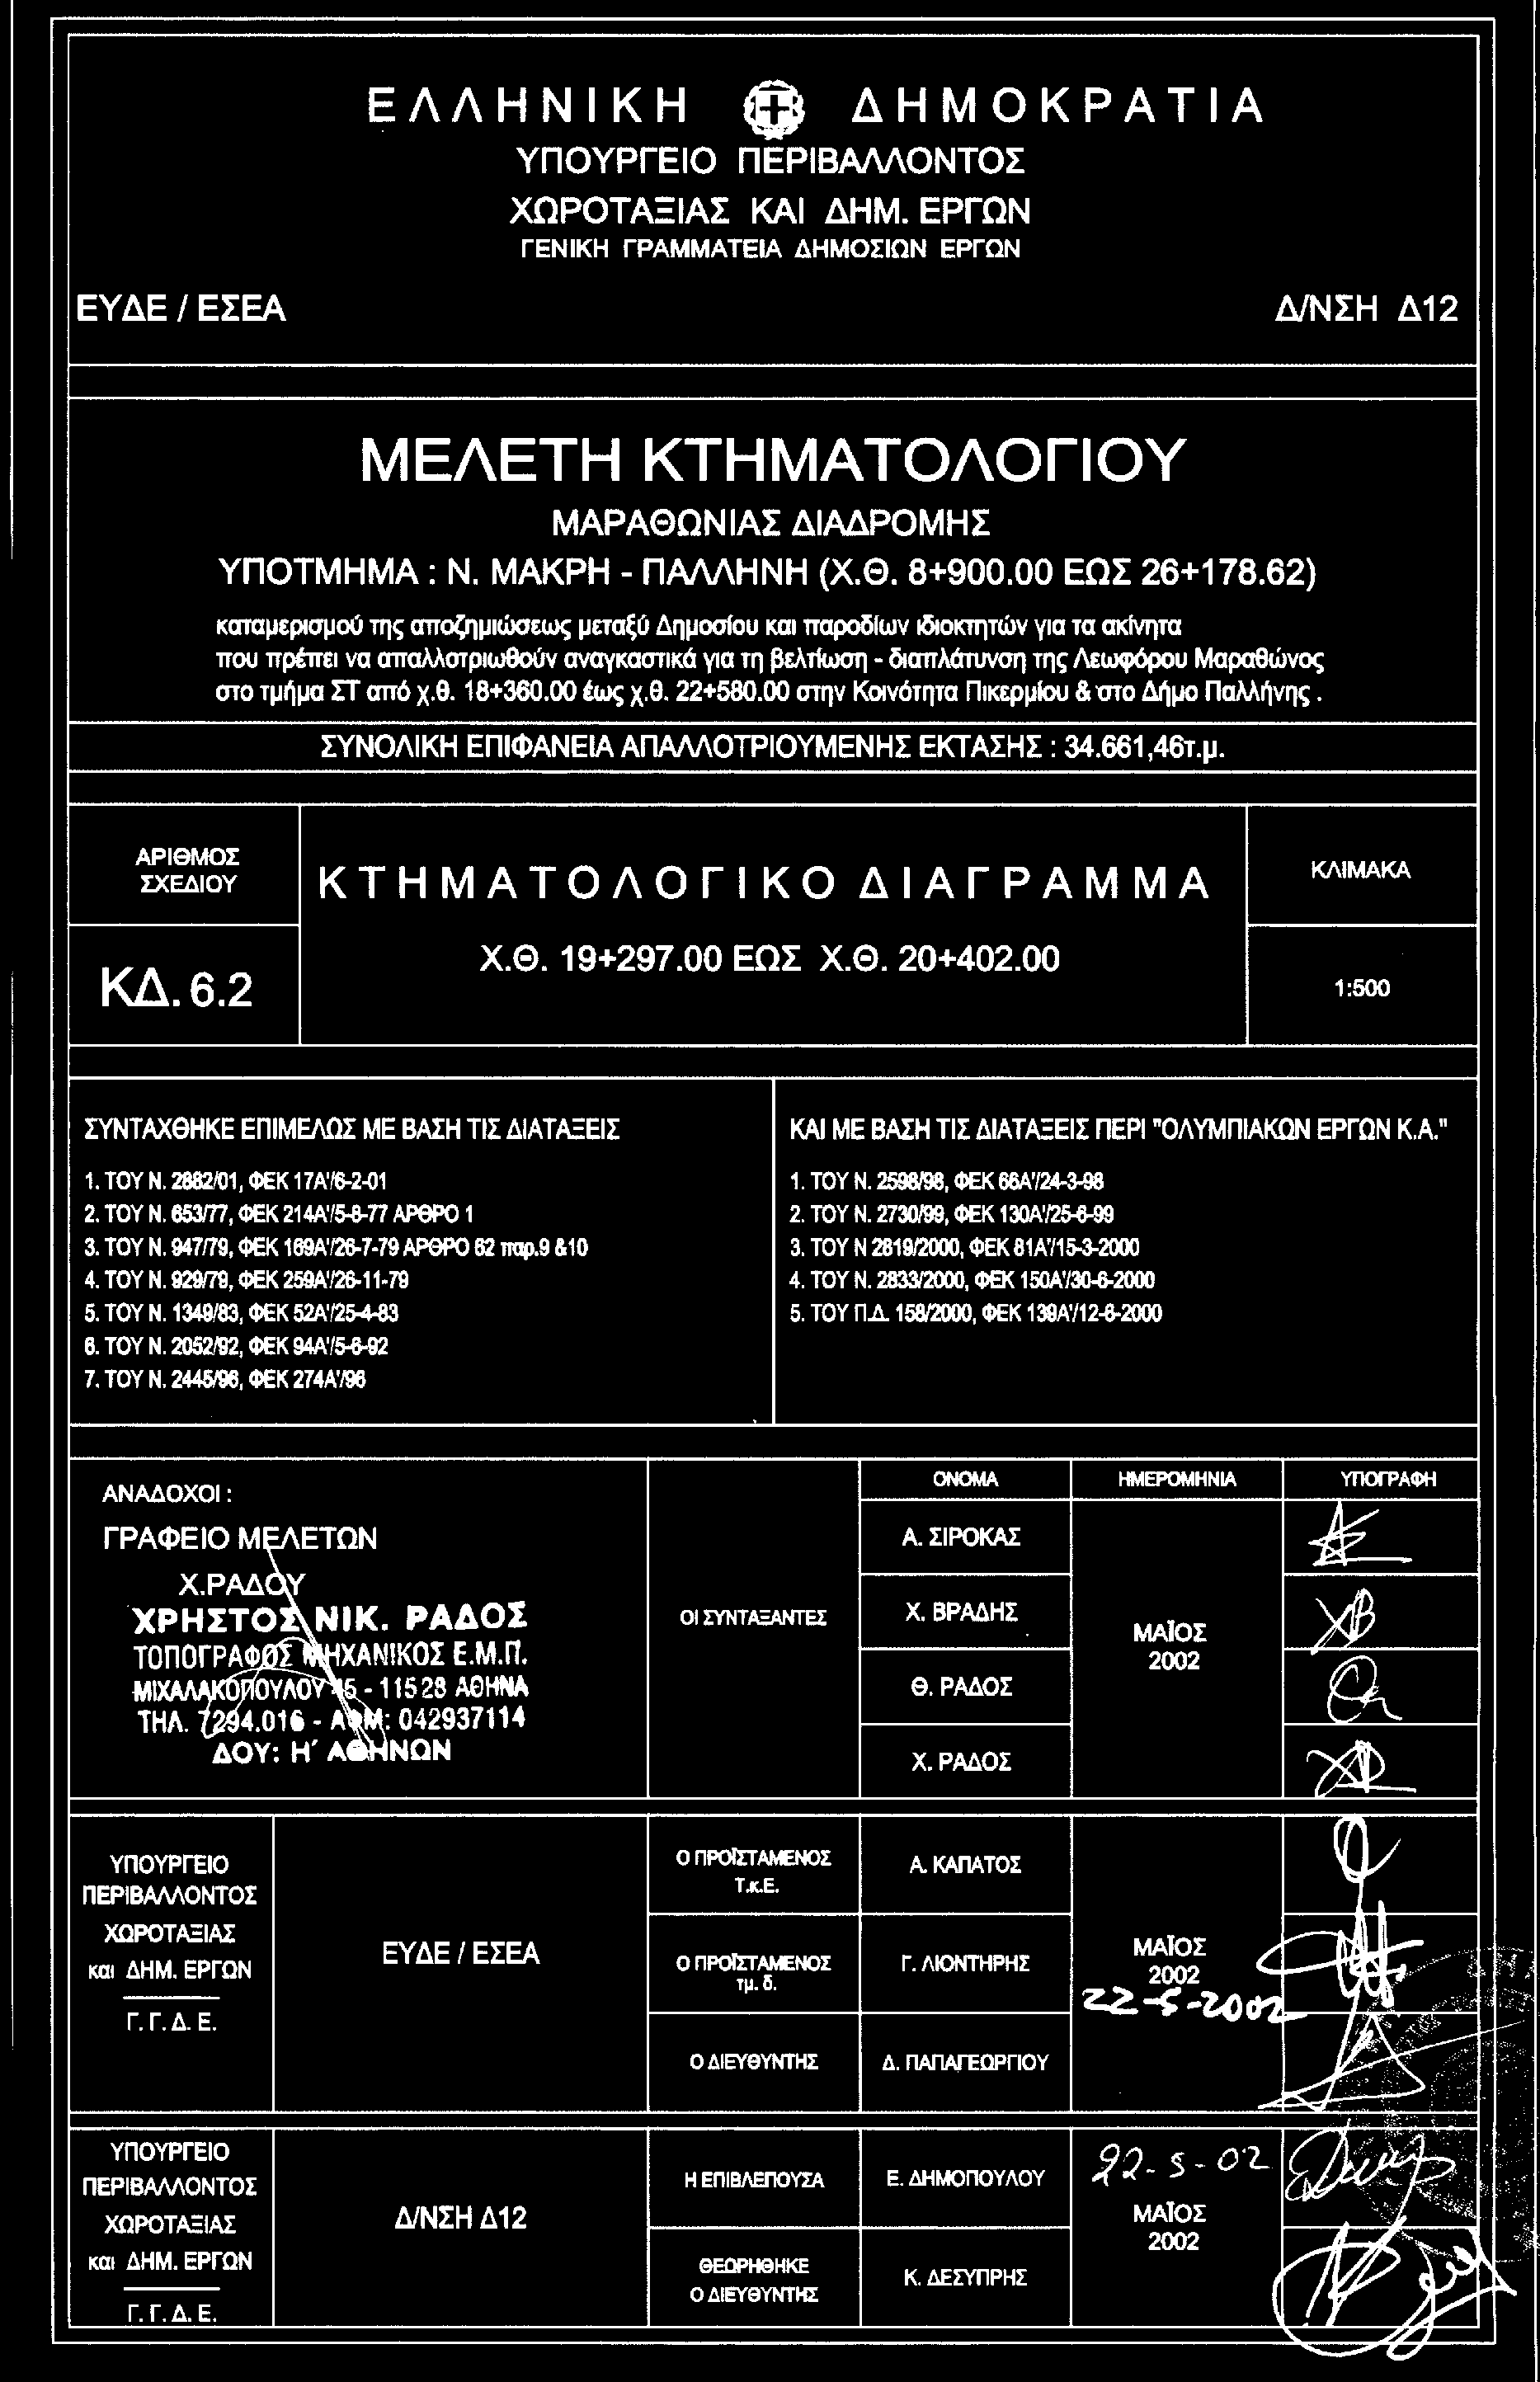 ΕΛΛΗΝΙΚΗ ΔΗΜΟΚΡΑΤΙΑ
ΥΠΟΥΡΓΕΙΟ ΠΕΡΙΒΑΛΛΟΝΤΟΣ
ΧΩΡΟΤΑΞΙΑΣ ΚΑΙ ΔΗΜ. ΕΡΓΩΝ
ΓΕΝΙΚΗ ΓΡΑΜΜΑΤΕΙΑ ΔΗΜΟΣΙΩΝ ΕΡΓΩΝ
ΕΥΔΕ / ΕΣΕΑ Δ/ΝΣΗ Δ12
ΜΕΛΕΤΗ ΚΤΗΜΑΤΟΛΟΓΙΟΥ
ΜΑΡΑΘΩΝΙΑΣ ΔΙΑΔΡΟΜΗΣ
ΥΠΟΤΜΗΜΑ : Ν. ΜΑΚΡΗ - ΠΑΛΛΗΝΗ (Χ.Θ. 8+900.00 ΕΩΣ 26+178.62)
καταμερισμού της αποζημιώσεως μεταξύ Δημοσίου και παροδίων ιδιοκτητών για τα ακίνητα
που πρέπει να απαλλοτριωθούν αναγκαστικά για τη βελτίωση - διαπλάτυνση της Λεωφόρου Μαραθώνος
στο τμήμα ΣΤ από χ.θ. 18+360.00 έως χ.θ. 22+580.00 στην Κοινότητα Πικερμίου & στο Δήμο Παλλήνης .
ΣΥΝΟΛΙΚΗ ΕΠΙΦΑΝΕΙΑ ΑΠΑΛΛΟΤΡΙΟΥΜΕΝΗΣ ΕΚΤΑΣΗΣ : 34.661,46τ.μ.
ΑΡΙΘΜΟΣ
ΣΧΕΔΙΟΥ
ΚΔ. 6.2
ΚΤΗΜΑΤΟΛΟΓΙΚΟ ΔΙΑΓΡΑΜΜΑ
Χ.Θ. 19+297.00 ΕΩΣ Χ.Θ. 20+402.00
ΚΛΙΜΑΚΑ
1:500
ΣΥΝΤΑΧΘΗΚΕ ΕΠΙΜΕΛΩΣ ΜΕ ΒΑΣΗ ΤΙΣ ΔΙΑΤΑΞΕΙΣ
1. ΤΟΥ Ν. 2882/01, ΦΕΚ 17Α'/6-2-01
2. ΤΟΥ Ν. 653/77, ΦΕΚ 214Α'/5-8-77 ΑΡΘΡΟ 1
3. ΤΟΥ Ν. 947/79, ΦΕΚ 169Α'/26-7-79 ΑΡΘΡΟ 62 παρ.9 &10
4. ΤΟΥ Ν. 929/79, ΦΕΚ 259Α'/26-11-79
5. ΤΟΥ Ν. 1349/83, ΦΕΚ 52Α'/25-4-83
6. ΤΟΥ Ν. 2052/92, ΦΕΚ 94Α'/5-6-92
7. ΤΟΥ Ν. 2445/96, ΦΕΚ 274Α'/96
ΚΑΙ ΜΕ ΒΑΣΗ ΤΙΣ ΔΙΑΤΑΞΕΙΣ ΠΕΡΙ "ΟΛΥΜΠΙΑΚΩΝ ΕΡΓΩΝ Κ.Α."
1. ΤΟΥ Ν. 2598/98, ΦΕΚ 66Α'/24-3-98
2. ΤΟΥ Ν. 2730/99, ΦΕΚ 130Α'/25-6-99
3. ΤΟΥ Ν 2819/2000, ΦΕΚ 81Α'/15-3-2000
4. ΤΟΥ Ν. 2833/2000, ΦΕΚ 150Α'/30-6-2000
5. ΤΟΥ Π.Δ. 158/2000, ΦΕΚ 139Α'/12-6-2000
ΑΝΑΔΟΧΟΙ :
ΓΡΑΦΕΙΟ ΜΕΛΕΤΩΝ
Χ.ΡΑΔΟΥ
ΧΡΗΣΤΟΣ ΝΙΚ. ΡΑΔΟΣ
ΤΟΠΟΓΡΑΦΟΣ ΜΗΧΑΝΙΚΟΣ Ε.Μ.Π.
ΜΙΧΑΛΑΚΟΠΟΥΛΟΥ - 11528 ΑΘΗΝΑ
ΤΗΛ. 7294.016 - ΑΦΜ: 042937114
ΔΟΥ: Η' ΑΘΗΝΩΝ
ΟΙ ΣΥΝΤΑΞΑΝΤΕΣ
ΟΝΟΜΑ ΗΜΕΡΟΜΗΝΙΑ ΥΠΟΓΡΑΦΗ
Α. ΣΙΡΟΚΑΣ
Χ. ΒΡΑΔΗΣ
Θ. ΡΑΔΟΣ
Χ. ΡΑΔΟΣ
ΜΑΪΟΣ
2002
ΥΠΟΥΡΓΕΙΟ
ΠΕΡΙΒΑΛΛΟΝΤΟΣ
ΧΩΡΟΤΑΞΙΑΣ
και ΔΗΜ. ΕΡΓΩΝ
Γ. Γ. Δ. Ε.
ΕΥΔΕ / ΕΣΕΑ
Ο ΠΡΟΪΣΤΑΜΕΝΟΣ
Τ.κ.Ε.
Α. ΚΑΠΑΤΟΣ
Ο ΠΡΟΪΣΤΑΜΕΝΟΣ
τμ. δ.
Γ. ΛΙΟΝΤΗΡΗΣ
Ο ΔΙΕΥΘΥΝΤΗΣ
Δ. ΠΑΠΑΓΕΩΡΓΙΟΥ
ΜΑΪΟΣ
2002
22-5-2002
ΥΠΟΥΡΓΕΙΟ
ΠΕΡΙΒΑΛΛΟΝΤΟΣ
ΧΩΡΟΤΑΞΙΑΣ
και ΔΗΜ. ΕΡΓΩΝ
Γ. Γ. Δ. Ε.
Δ/ΝΣΗ Δ12
Η ΕΠΙΒΛΕΠΟΥΣΑ
Ε. ΔΗΜΟΠΟΥΛΟΥ
ΘΕΩΡΗΘΗΚΕ
Ο ΔΙΕΥΘΥΝΤΗΣ
Κ. ΔΕΣΥΠΡΗΣ
22-5-02
ΜΑΪΟΣ
2002